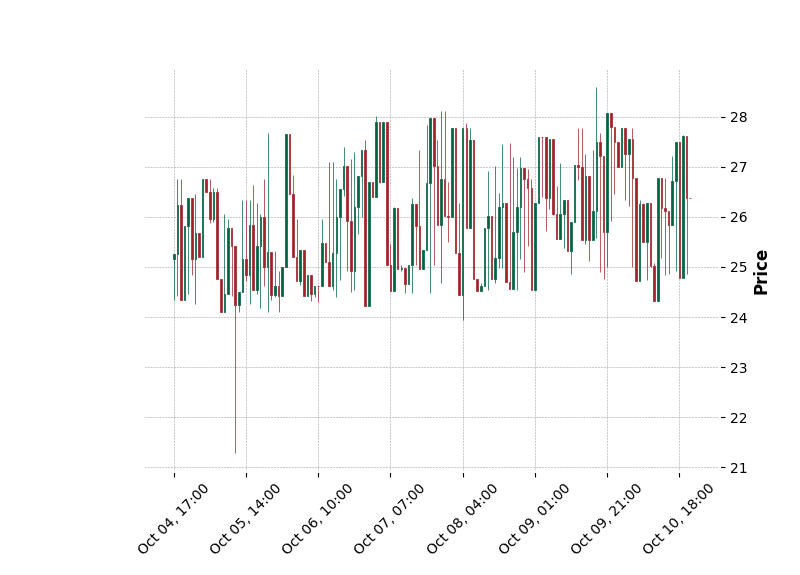 28
27
26
25
24
23
22
21
Price
Oct 04, 17:00
Oct 05, 14:00
Oct 06, 10:00
Oct 07, 07:00
Oct 08, 04:00
Oct 09, 01:00
Oct 09, 21:00
Oct 10, 18:00